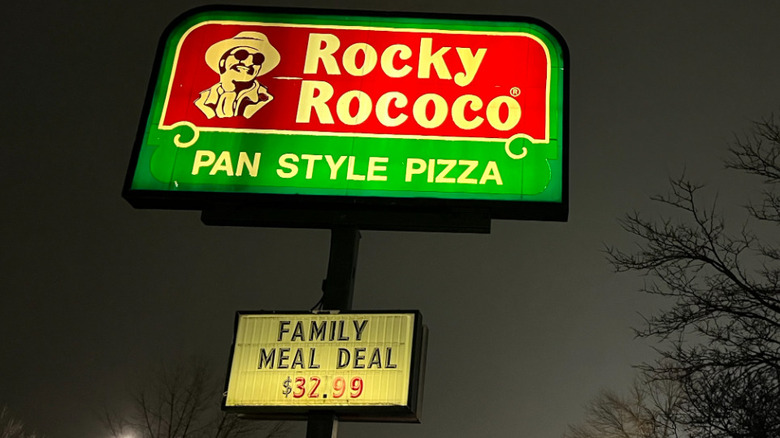 Rocky
Rococo®
PAN STYLE PIZZA
FAMILY
MEAL DEAL
$32.99